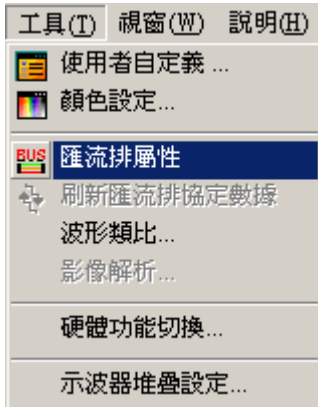 工具(T) 視窗(W) 說明(H)
使用者自定義 ...
顏色設定...
BUS 匯流排屬性
刷新匯流排協定數據
波形類比...
影像解析...
硬體功能切換...
示波器堆疊設定...